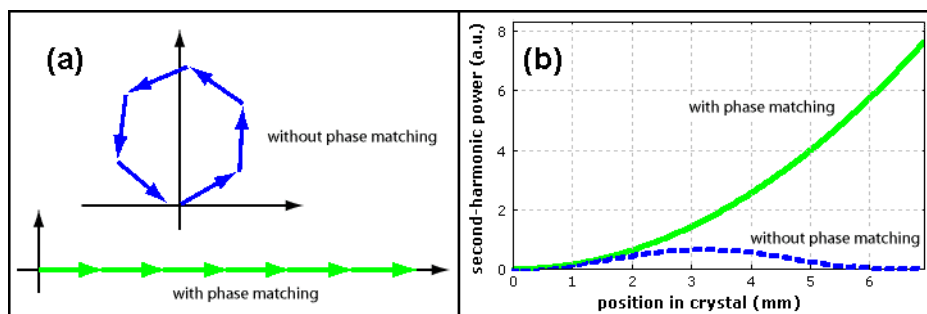 (a)
without phase matching
with phase matching
(b)
second-harmonic power (a.u.)
8
6
4
2
0
with phase matching
without phase matching
0 1 2 3 4 5 6
position in crystal (mm)